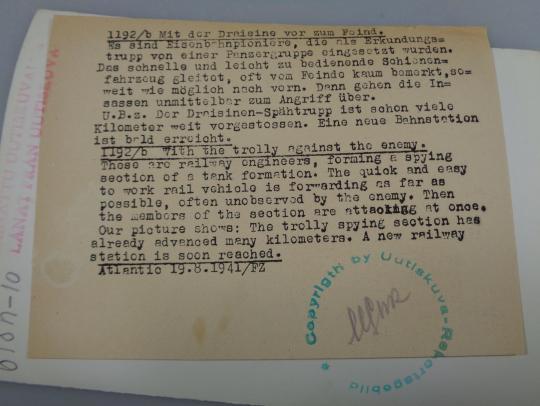 1192/b Mit der Draisine vor zum Feind.
Es sind Eisenbahnpioniere, die als Erkundungs=
trupp von einer Panzergruppe eingesetzt wurden.
Das schnelle und leicht zu bedienende Schienen=
fahrzeug gleitet, oft vom Feinde kaum bemerkt,so=
weit wie möglich nach vorn. Dann gehen die In=
sassen unmittelbar zum Angriff über.
U.B.z. Der Draisinen-Spähtrupp ist schon viele
Kilometer weit vorgestossen. Eine neue Bahnstation
ist bald erreicht.
1192/b With the trolly against the enemy.
These are railway engineers, forming a spying
section of a tank formation. The quick and easy
to work rail vehicle is forwarding as far as
possible, often unobserved by the enemy. Then
the members of the section are attacking at once.
Our picture shows: The trolly spying section has
already advanced many kilometers. A new railway
station is soon reached.
Atlantic 19.8.1941/FZ
Copyrigth by Uutiskuva-Reportagebild
UUTISKUVA
LÅNAT FRÅN UUTISKUVA